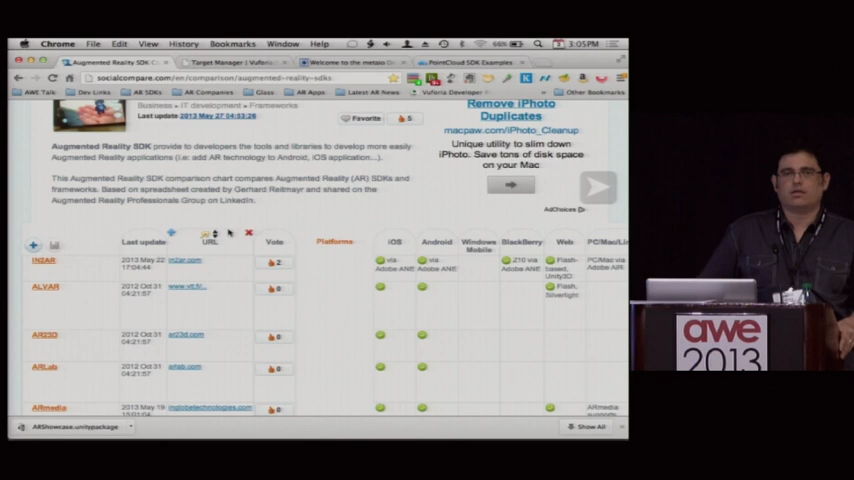 Chrome File Edit View History Bookmarks Window Help 66% 3:05PM
Augmented Reality SDK C Target Manager | Vuforia Welcome to the metaio PointCloud SDK Examples
socialcompare.com/en/comparison/augmented-reality-sdks
AWE Talk Dev Links AR SDKs AR Companies Glass AR Apps Latest AR News Vuforia Developer Other Bookmarks
Business IT development Frameworks
Last update 2013 May 27 04:53:26
Favorite 5
Remove iPhoto
Duplicates
macpaw.com/iPhoto_Cleanup
Unique utility to slim down
iPhoto. Save tons of disk space
on your Mac
AdChoices
Augmented Reality SDK provide to developers the tools and libraries to develop more easily
Augmented Reality applications (i.e: add AR technology to Android, iOS application...).
This Augmented Reality SDK comparison chart compares Augmented Reality (AR) SDKs and
frameworks. Based on spreadsheet created by Gerhard Reitmayr and shared on the
Augmented Reality Professionals Group on LinkedIn.
Last update URL Vote Platforms iOS Android Windows Mobile BlackBerry Web PC/Mac/Lin
IN2AR 2013 May 22 17:04:44 in2ar.com 2 via Adobe ANE via Adobe ANE Z10 via Adobe ANE Flash-based, Unity3D PC/Mac via Adobe AIR
ALVAR 2012 Oct 31 04:21:57 www.vtt.fi/... 0 Flash, Silverlight
AR23D 2012 Oct 31 04:21:57 ar23d.com 0
ARLab 2012 Oct 31 04:21:57 arlab.com 0
ARmedia 2013 May 19 15:01:04 inglobetechnologies.com 0 ARmedia supports
ARShowcase.unitypackage Show All
awe
2013